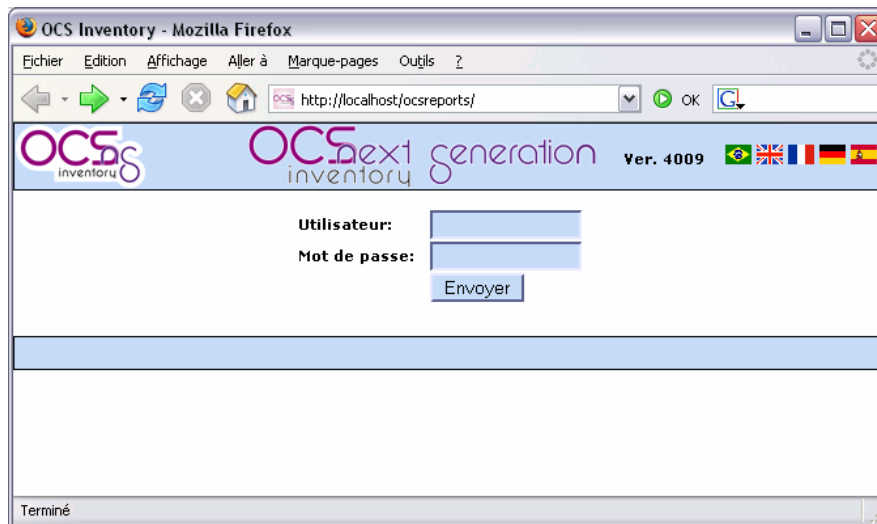 OCS Inventory - Mozilla Firefox
Fichier Edition Affichage Aller à Marque-pages Outils ?
OCS http://localhost/ocsreports/ OK G
OCSng inventory OCS inventory next generation Ver. 4009
Utilisateur:
Mot de passe:
Envoyer
Terminé